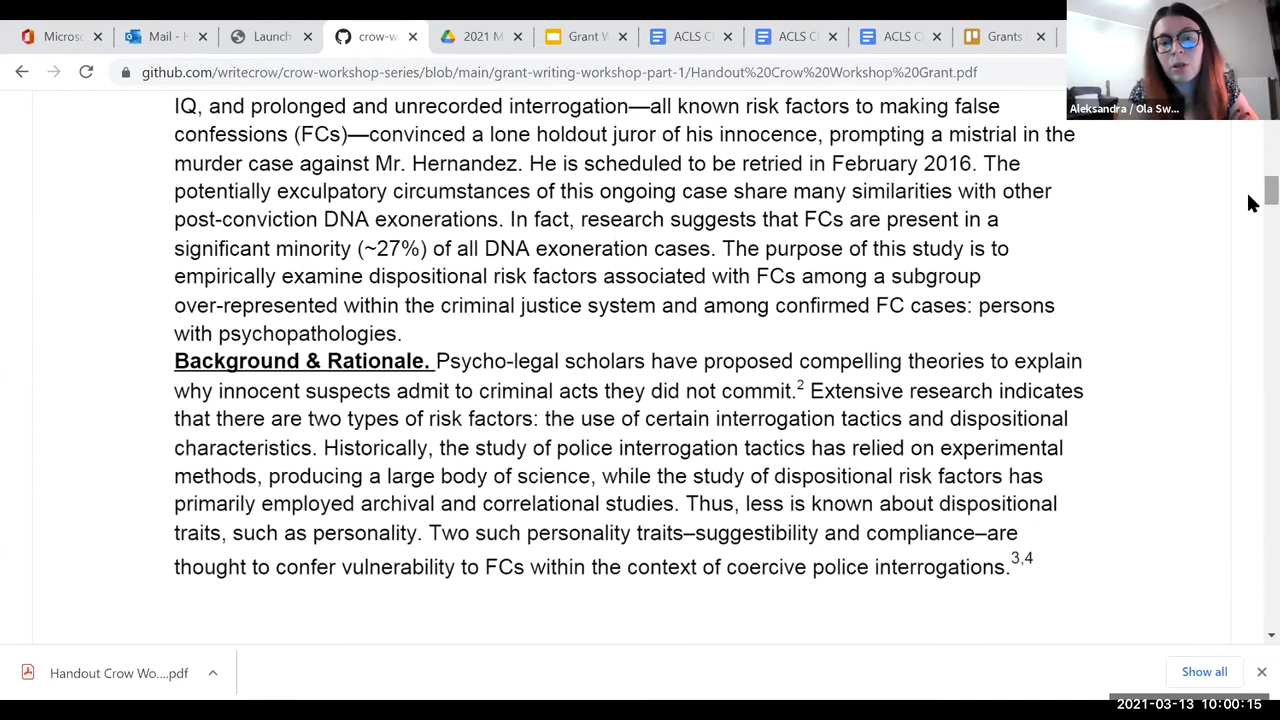 Microsc
Mail - H
Launch
crow-w
2021 M
Grant W
ACLS Cl
ACLS C
ACLS C
Grants
github.com/writecrow/crow-workshop-series/blob/main/grant-writing-workshop-part-1/Handout%20Crow%20Workshop%20Grant.pdf
Aleksandra / Ola Sw...
IQ, and prolonged and unrecorded interrogation—all known risk factors to making false
confessions (FCs)—convinced a lone holdout juror of his innocence, prompting a mistrial in the
murder case against Mr. Hernandez. He is scheduled to be retried in February 2016. The
potentially exculpatory circumstances of this ongoing case share many similarities with other
post-conviction DNA exonerations. In fact, research suggests that FCs are present in a
significant minority (~27%) of all DNA exoneration cases. The purpose of this study is to
empirically examine dispositional risk factors associated with FCs among a subgroup
over-represented within the criminal justice system and among confirmed FC cases: persons
with psychopathologies.
Background & Rationale. Psycho-legal scholars have proposed compelling theories to explain
why innocent suspects admit to criminal acts they did not commit.2 Extensive research indicates
that there are two types of risk factors: the use of certain interrogation tactics and dispositional
characteristics. Historically, the study of police interrogation tactics has relied on experimental
methods, producing a large body of science, while the study of dispositional risk factors has
primarily employed archival and correlational studies. Thus, less is known about dispositional
traits, such as personality. Two such personality traits–suggestibility and compliance–are
thought to confer vulnerability to FCs within the context of coercive police interrogations.3,4
Handout Crow Wo....pdf
Show all
2021-03-13 10:00:15